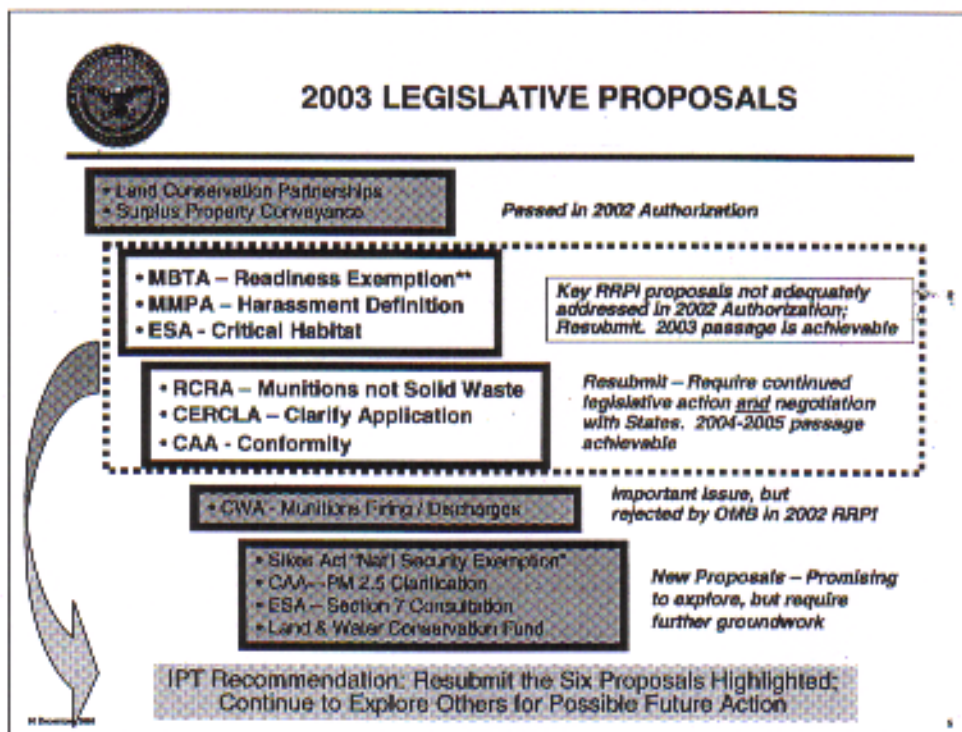 2003 LEGISLATIVE PROPOSALS
• Land Conservation Partnerships
• Surplus Property Conveyance
Passed in 2002 Authorization
• MBTA – Readiness Exemption**
• MMPA – Harassment Definition
• ESA - Critical Habitat
Key RRPI proposals not adequately
addressed in 2002 Authorization;
Resubmit. 2003 passage is achievable
• RCRA – Munitions not Solid Waste
• CERCLA – Clarify Application
• CAA - Conformity
Resubmit – Require continued
legislative action and negotiation
with States. 2004-2005 passage
achievable
• CWA - Munitions Firing / Discharges
Important issue, but
rejected by OMB in 2002 RRPI
• Sikes Act "Nat'l Security Exemption"
• CAA– PM 2.5 Clarification
• ESA – Section 7 Consultation
• Land & Water Conservation Fund
New Proposals – Promising
to explore, but require
further groundwork
IPT Recommendation: Resubmit the Six Proposals Highlighted;
Continue to Explore Others for Possible Future Action